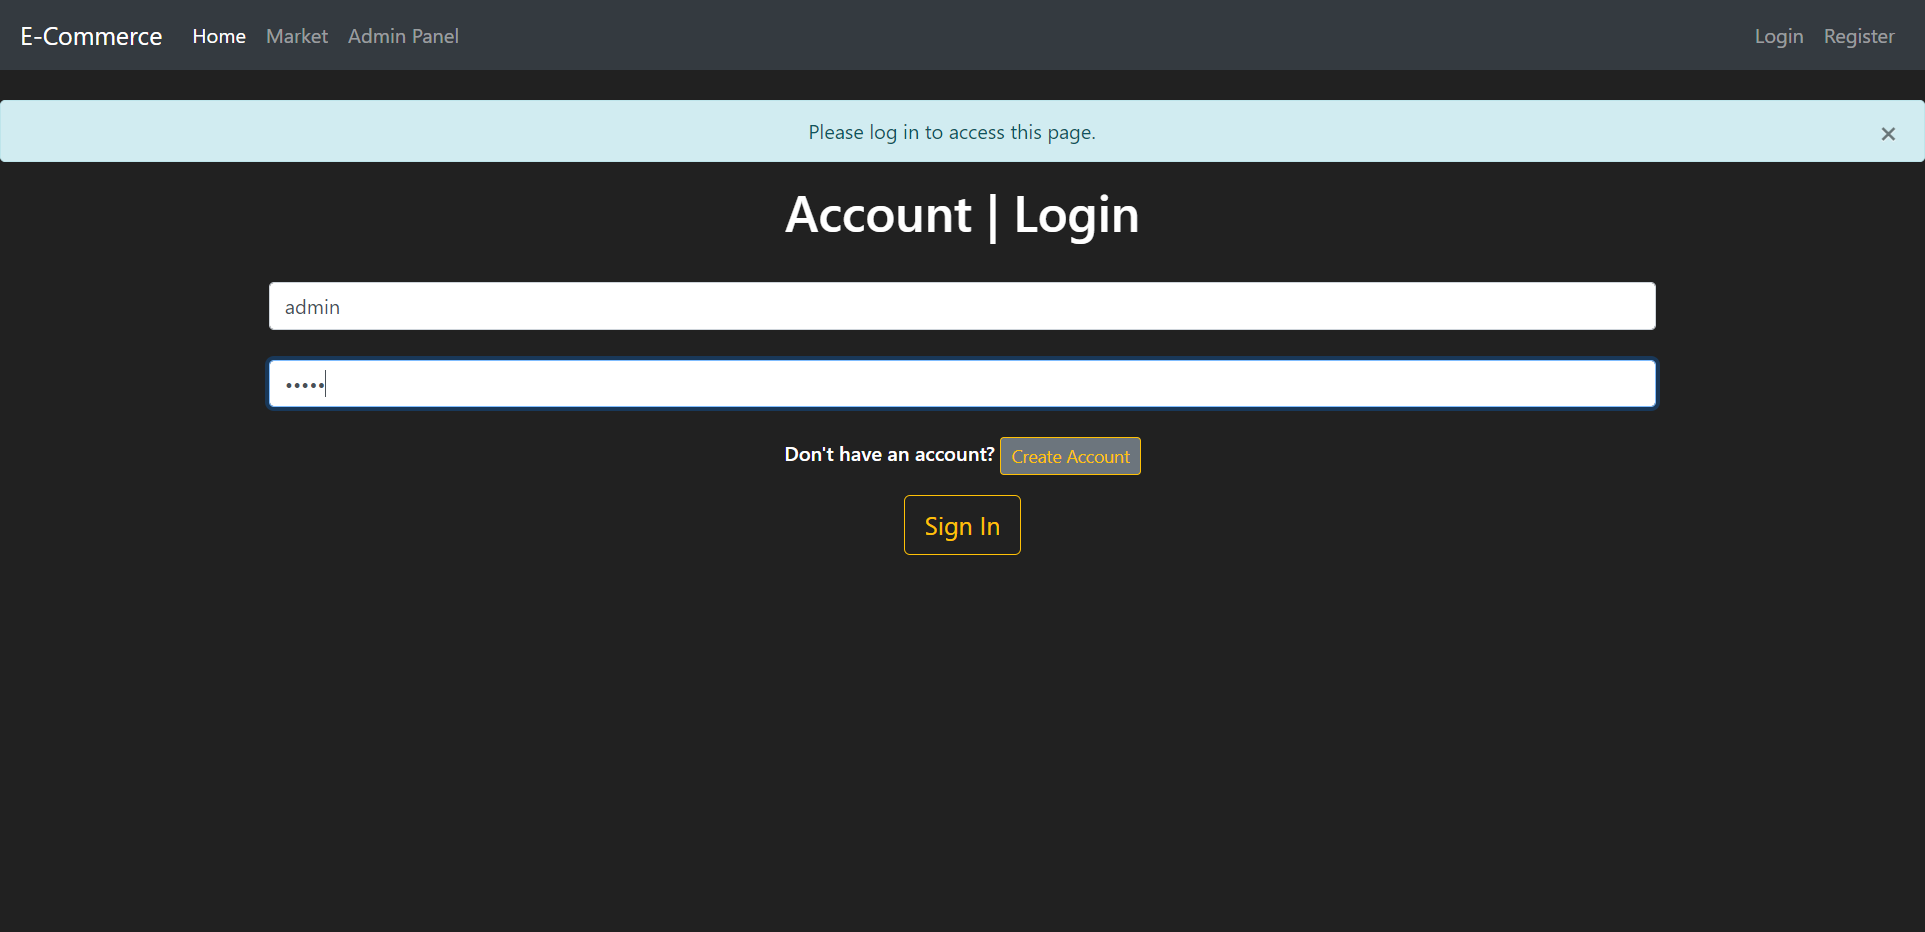 E-Commerce Home Market Admin Panel Login Register
Please log in to access this page. ×
Account | Login
admin
•••••
Don't have an account? Create Account
Sign In